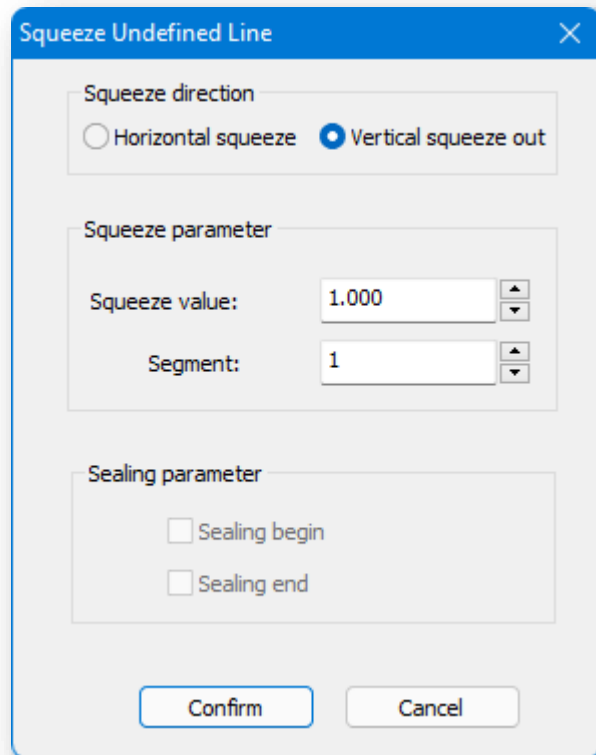 Squeeze Undefined Line
Squeeze direction
Horizontal squeeze Vertical squeeze out
Squeeze parameter
Squeeze value: 1.000
Segment: 1
Sealing parameter
Sealing begin
Sealing end
Confirm Cancel